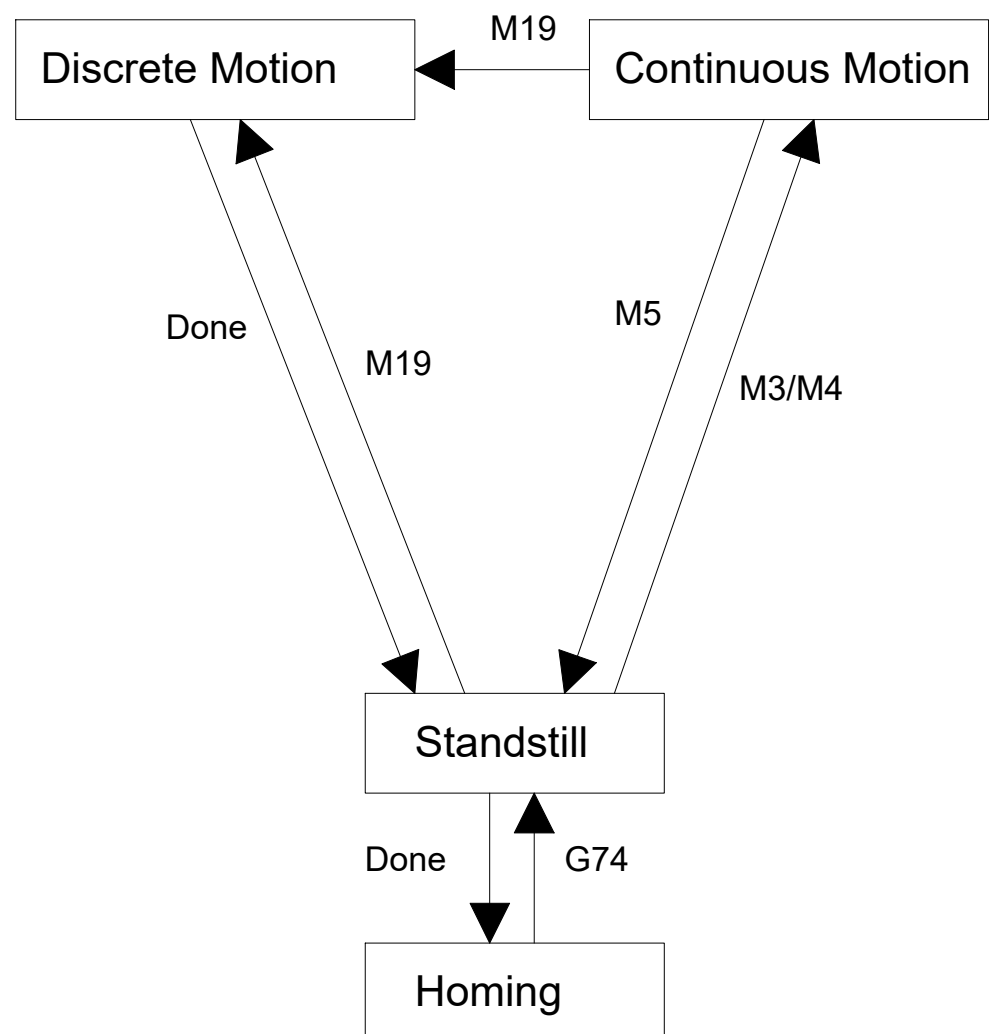 M19
Discrete Motion
Continuous Motion
M5
Done
M19
M3/M4
Standstill
Done
G74
Homing